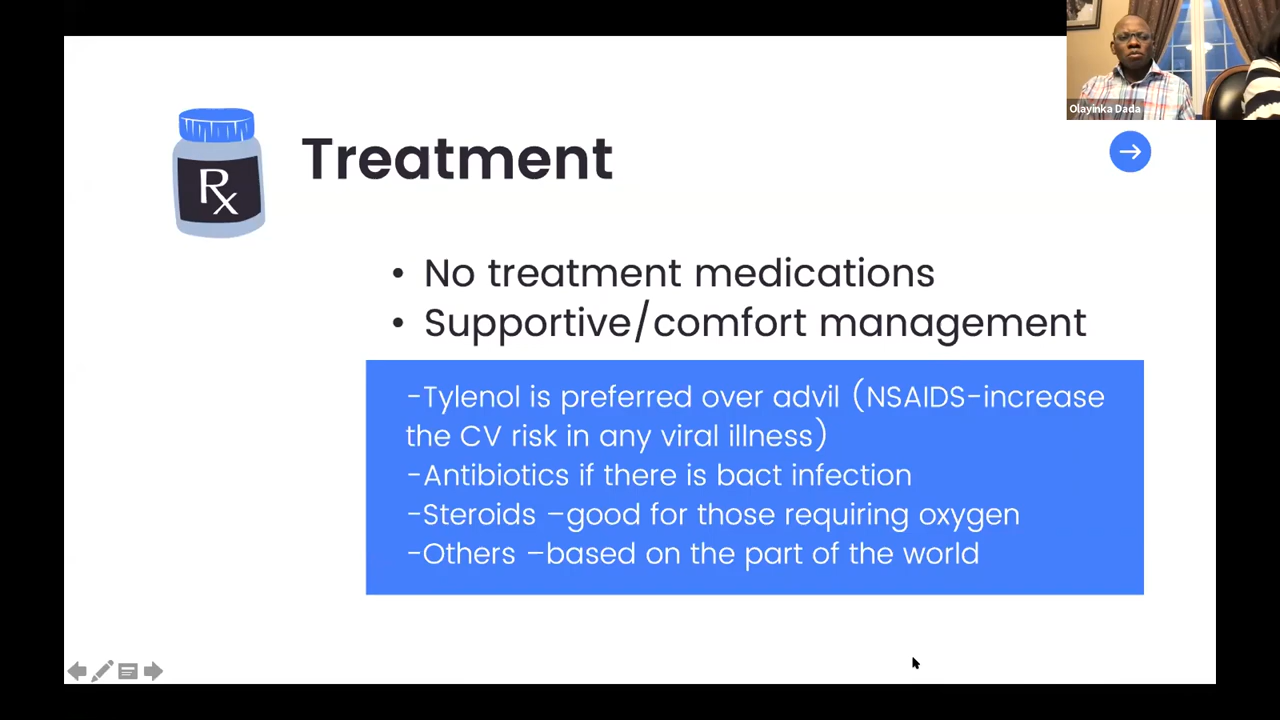 Olayinka Dada
Rx
Treatment
• No treatment medications
• Supportive/comfort management
-Tylenol is preferred over advil (NSAIDS-increase
the CV risk in any viral illness)
-Antibiotics if there is bact infection
-Steroids –good for those requiring oxygen
-Others –based on the part of the world